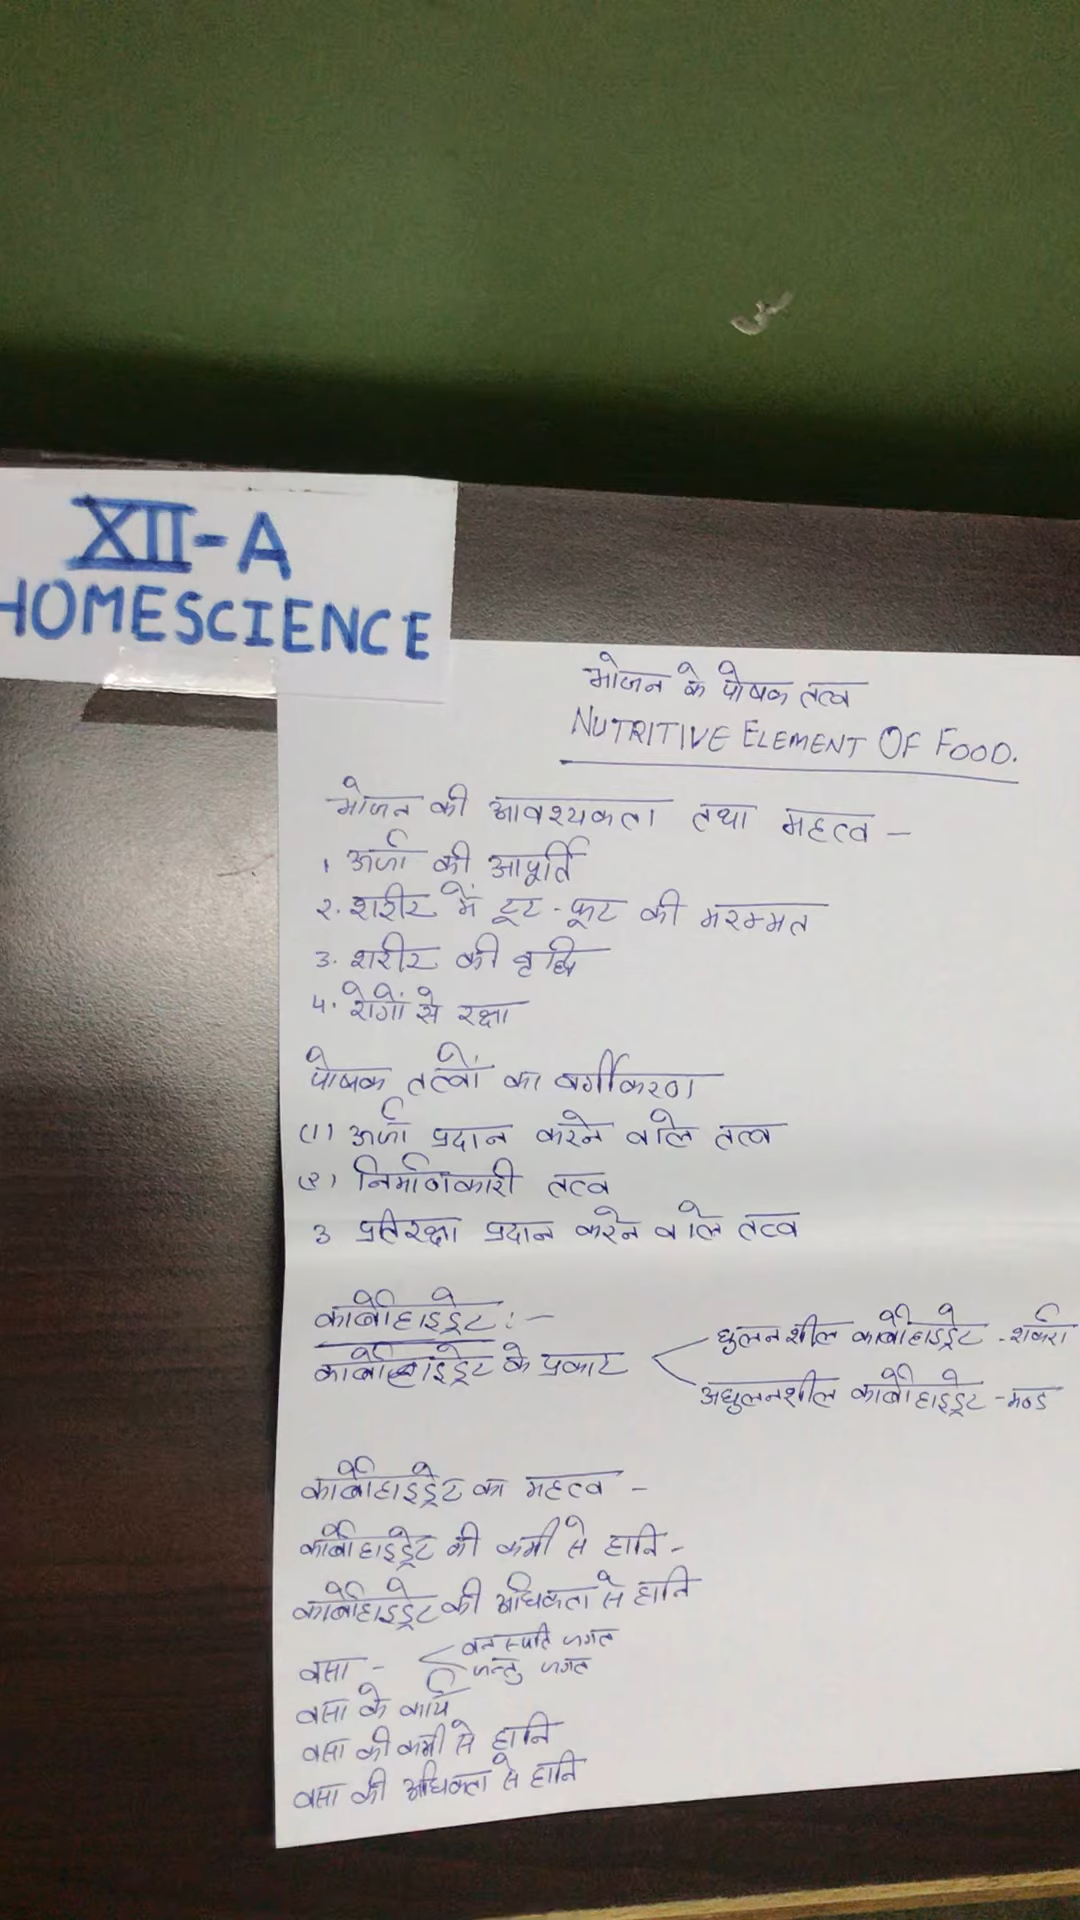 XII-A
HOMESCIENCE
भोजन के पोषक तत्व
NUTRITIVE ELEMENT OF FOOD.
भोजन की आवश्यकता तथा महत्व -
1 ऊर्जा की आपूर्ति
२. शरीर में टूट-फूट की मरम्मत
3. शरीर की वृद्धि
4. रोगों से रक्षा
पोषक तत्वों का वर्गीकरण
(1) ऊर्जा प्रदान करने वाले तत्व
(२) निर्माणकारी तत्व
3 प्रतिरक्षा प्रदान करने वाले तत्व
कार्बोहाइड्रेट :-
कार्बोहाइड्रेट के प्रकार
घुलनशील कार्बोहाइड्रेट - शर्करा
अघुलनशील कार्बोहाइड्रेट - मण्ड
कार्बोहाइड्रेट का महत्व -
कार्बोहाइड्रेट की कमी से हानि -
कार्बोहाइड्रेट की अधिकता से हानि
वसा -
वनस्पति जगत
जन्तु जगत
वसा के कार्य
वसा की कमी से हानि
वसा की अधिकता से हानि